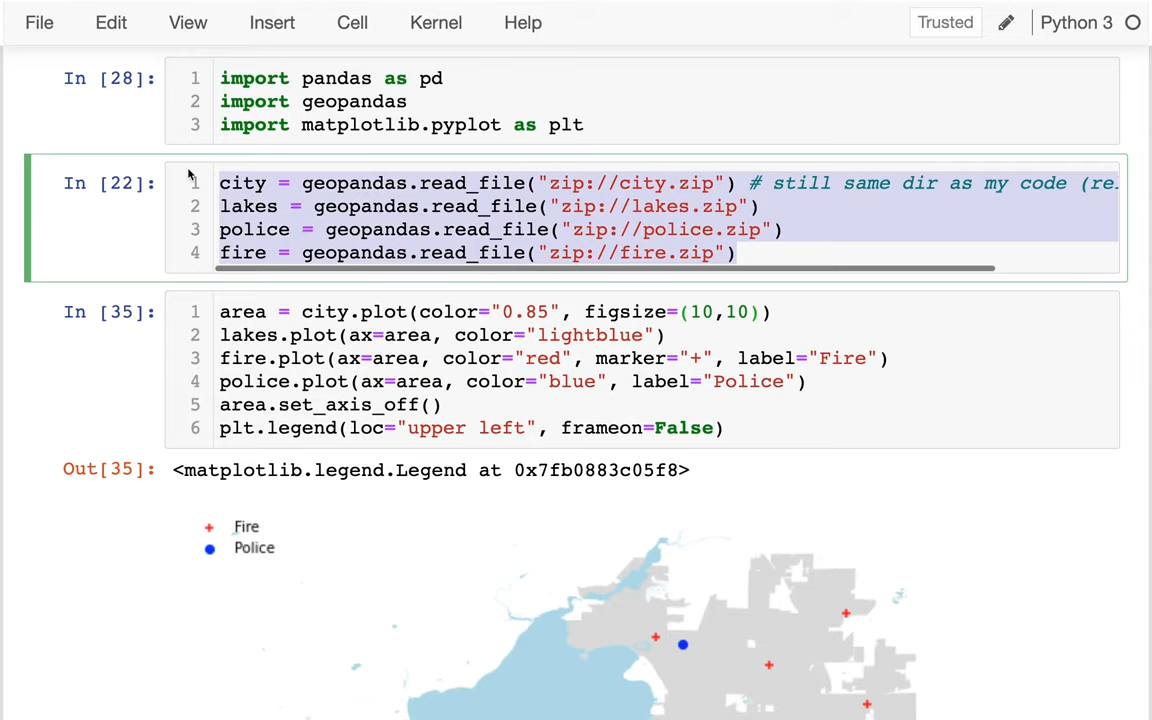 File Edit View Insert Cell Kernel Help Trusted Python 3
In [28]:
1 import pandas as pd
2 import geopandas
3 import matplotlib.pyplot as plt
In [22]:
1 city = geopandas.read_file("zip://city.zip") # still same dir as my code (re
2 lakes = geopandas.read_file("zip://lakes.zip")
3 police = geopandas.read_file("zip://police.zip")
4 fire = geopandas.read_file("zip://fire.zip")
In [35]:
1 area = city.plot(color="0.85", figsize=(10,10))
2 lakes.plot(ax=area, color="lightblue")
3 fire.plot(ax=area, color="red", marker="+", label="Fire")
4 police.plot(ax=area, color="blue", label="Police")
5 area.set_axis_off()
6 plt.legend(loc="upper left", frameon=False)
Out[35]: <matplotlib.legend.Legend at 0x7fb0883c05f8>
Fire
Police